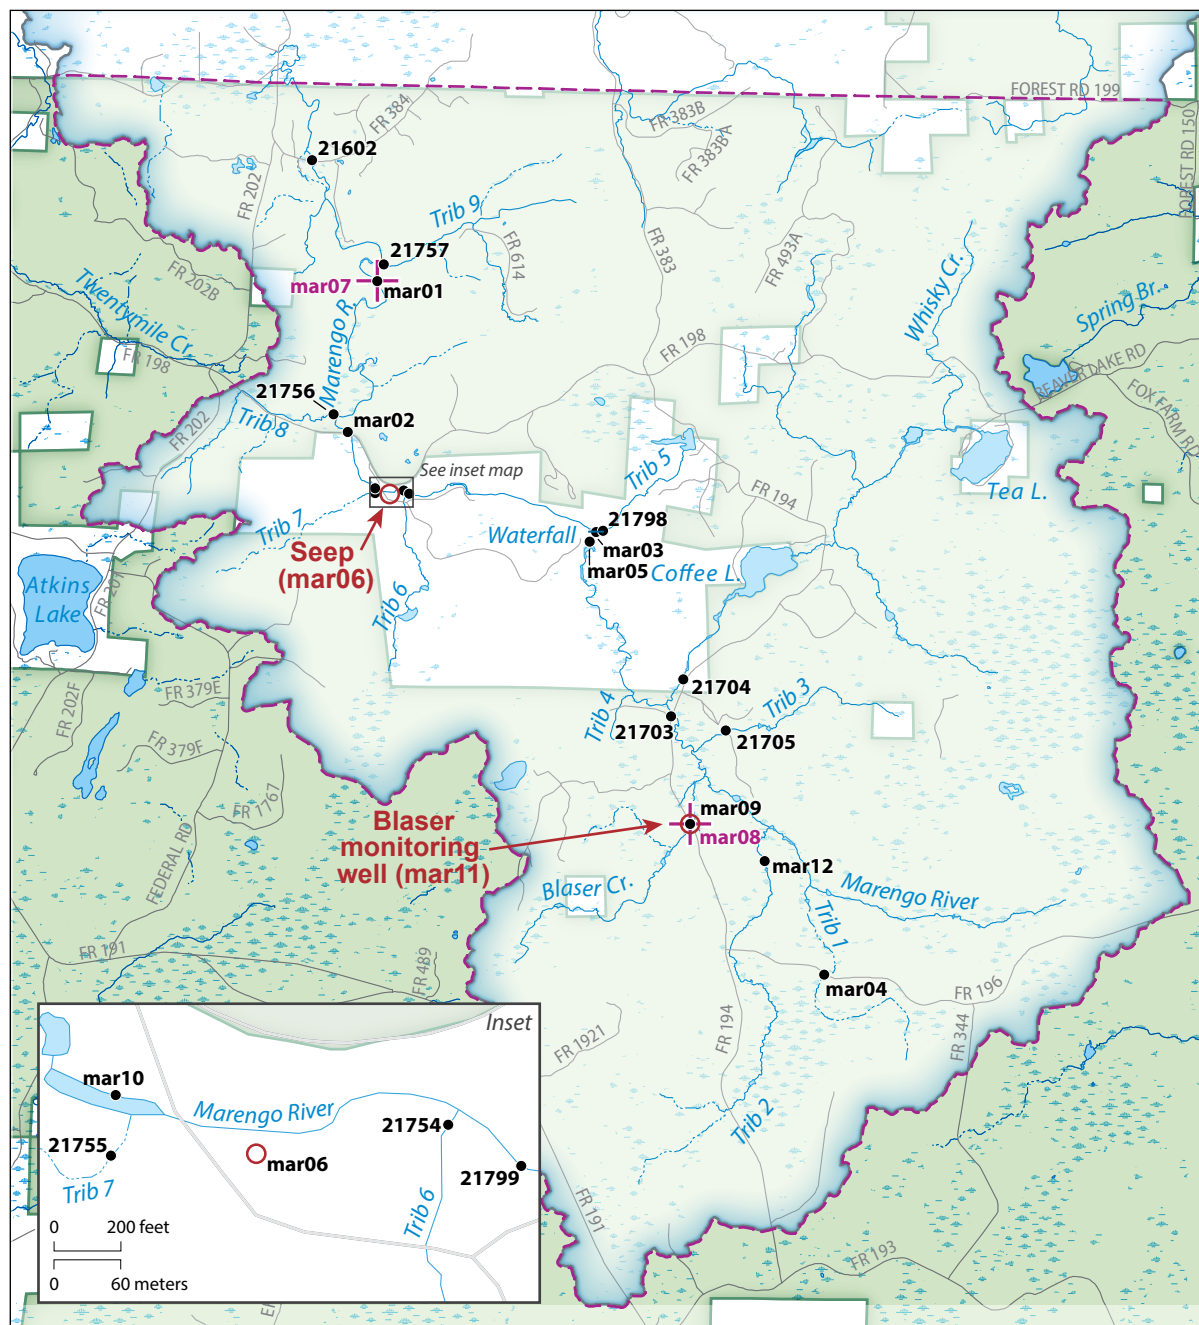 FOREST RD 199
FR 384
FR 383B
FR 383BA
FOREST RD 150
21602
FR 202
Trib 9
FR 614
FR 383
FR 493A
Whisky Cr.
Spring Br.
21757
mar07
mar01
FR 202B
Twentymile Cr.
FR 198
Marengo R.
FR 198
BEAVER LAKE RD
FOX FARM RD
21756
mar02
FR 202
Trib 8
See inset map
Trib 5
FR 194
Tea L.
Trib 7
Waterfall
21798
mar03
mar05
Coffee L.
Seep
(mar06)
Atkins
Lake
FR 201
Trib 6
FR 202F
FR 379E
FR 379F
FR 1767
FEDERAL RD
21704
Trib 4
Trib 3
21703
21705
Blaser
monitoring
well (mar11)
mar09
mar08
mar12
Blaser Cr.
Marengo River
Trib 1
FR 191
FR 489
mar04
FR 196
FR 344
FR 194
FR 1921
Trib 2
FR 191
FR 193
Inset
mar10
Marengo River
21754
21755
mar06
21799
Trib 7
Trib 6
0 200 feet
0 60 meters